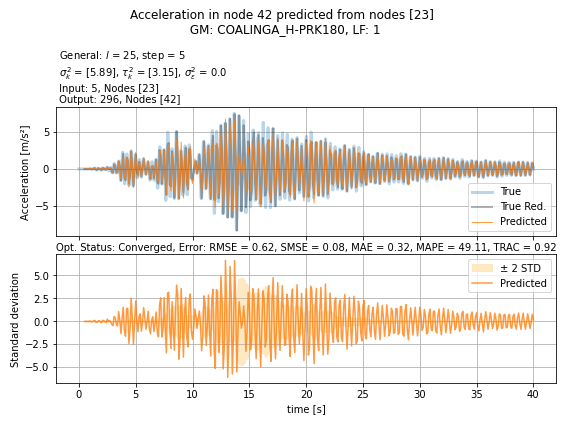 Acceleration in node 42 predicted from nodes [23]
GM: COALINGA_H-PRK180, LF: 1
General: l = 25, step = 5
σ²ₖ = [5.89], τ²ₖ = [3.15], σ²ε = 0.0
Input: 5, Nodes [23]
Output: 296, Nodes [42]
Acceleration [m/s²]
5
0
−5
True
True Red.
Predicted
Opt. Status: Converged, Error: RMSE = 0.62, SMSE = 0.08, MAE = 0.32, MAPE = 49.11, TRAC = 0.92
Standard deviation
5.0
2.5
0.0
−2.5
−5.0
± 2 STD
Predicted
0 5 10 15 20 25 30 35 40
time [s]